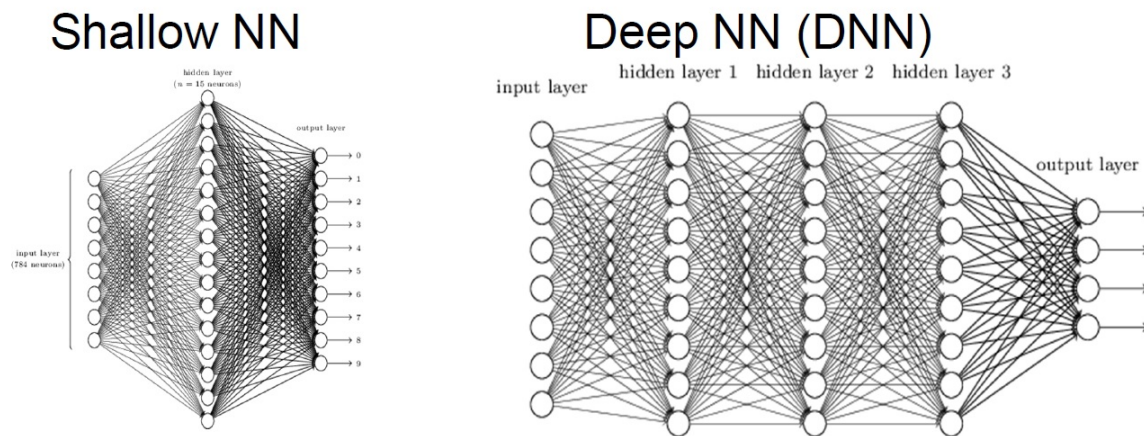 Shallow NN
hidden layer
(n = 15 neurons)
output layer
input layer
(784 neurons)
0
1
2
3
4
5
6
7
8
9
Deep NN (DNN)
input layer
hidden layer 1 hidden layer 2 hidden layer 3
output layer